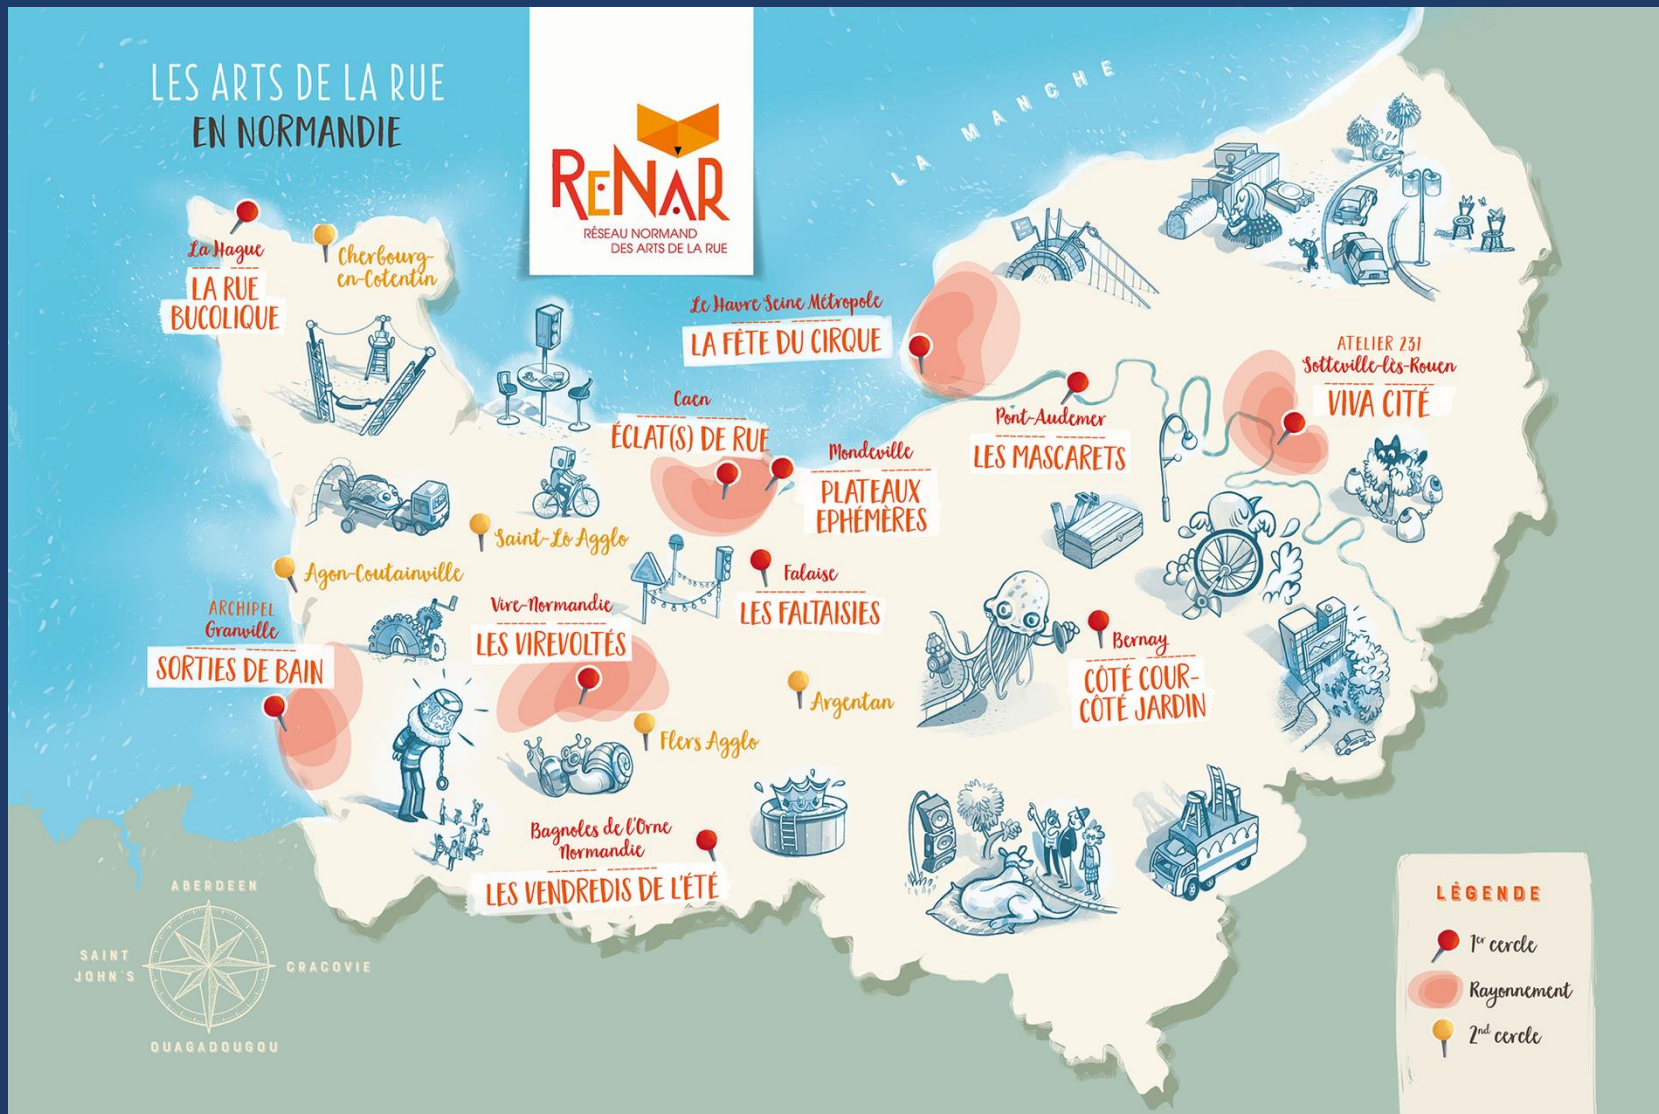 LES ARTS DE LA RUE
EN NORMANDIE
RENAR
RÉSEAU NORMAND
DES ARTS DE LA RUE
LA MANCHE
La Hague
LA RUE
BUCOLIQUE
Cherbourg-
en-Cotentin
Le Havre Seine Métropole
LA FÊTE DU CIRQUE
ATELIER 231
Sotteville-lès-Rouen
VIVA CITÉ
Caen
ÉCLAT(S) DE RUE
Pont-Audemer
LES MASCARETS
Mondeville
PLATEAUX
EPHÉMÈRES
Saint-Lô Agglo
Agon-Coutainville
Falaise
LES FALTAISIES
Vire-Normandie
LES VIREVOLTÉS
ARCHIPEL
Granville
SORTIES DE BAIN
Bernay
CÔTÉ COUR-
CÔTÉ JARDIN
Argentan
Flers Agglo
Bagnoles de l'Orne
Normandie
LES VENDREDIS DE L'ÉTÉ
ABERDEEN
SAINT
JOHN'S
CRACOVIE
OUAGADOUGOU
LÉGENDE
1er cercle
Rayonnement
2nd cercle